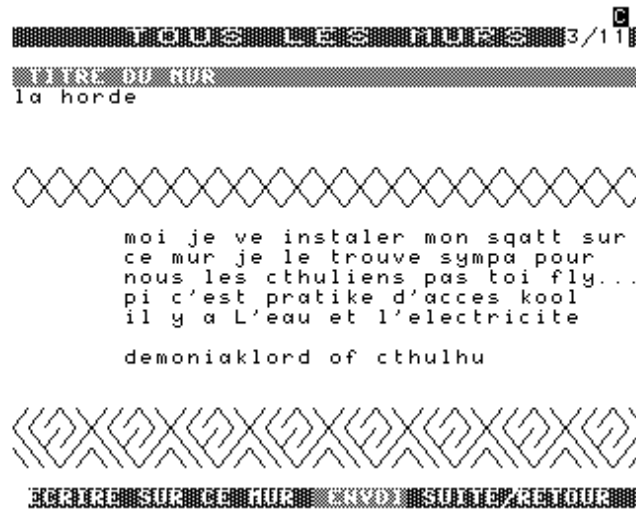 C
TOUS LES MURS 3/11
TITRE DU MUR
la horde
moi je ve instaler mon sqatt sur
ce mur je le trouve sympa pour
nous les cthuliens pas toi fly...
pi c'est pratike d'acces kool
il y a L'eau et l'electricite
demoniaklord of cthulhu
ECRIRE SUR CE MUR ENVOI SUITE/RETOUR